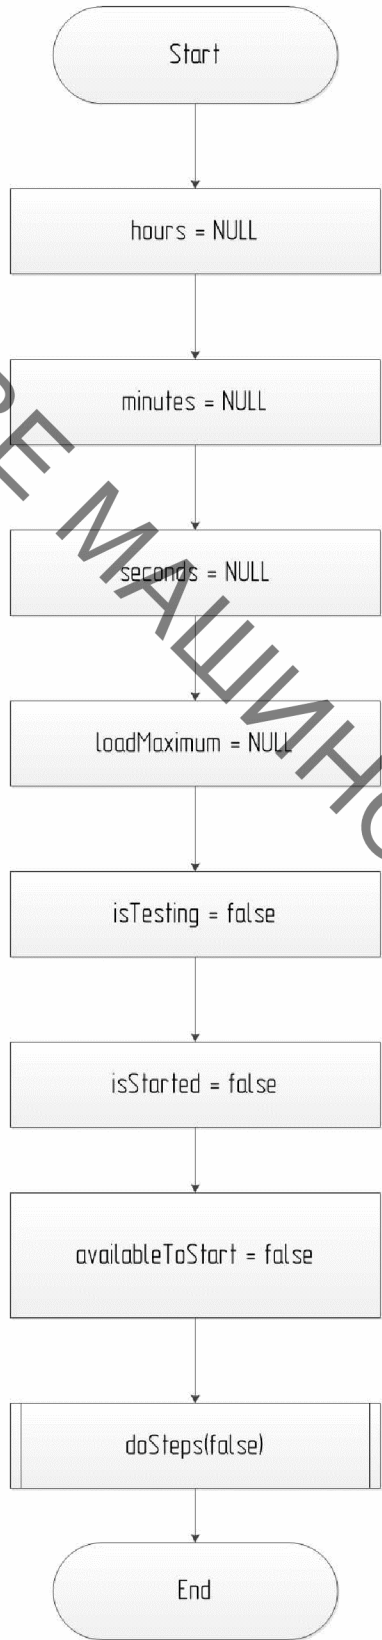 Start
hours = NULL
minutes = NULL
seconds = NULL
loadMaximum = NULL
isTesting = false
isStarted = false
availableToStart = false
doSteps(false)
End